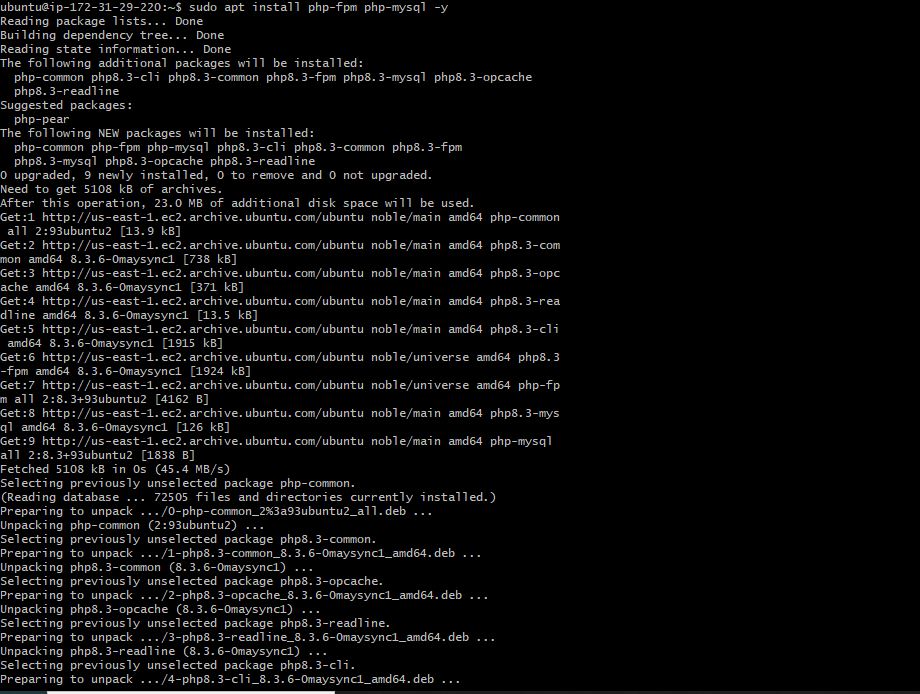 ubuntu@ip-172-31-29-220:~$ sudo apt install php-fpm php-mysql -y
Reading package lists... Done
Building dependency tree... Done
Reading state information... Done
The following additional packages will be installed:
  php-common php8.3-cli php8.3-common php8.3-fpm php8.3-mysql php8.3-opcache
  php8.3-readline
Suggested packages:
  php-pear
The following NEW packages will be installed:
  php-common php-fpm php-mysql php8.3-cli php8.3-common php8.3-fpm
  php8.3-mysql php8.3-opcache php8.3-readline
0 upgraded, 9 newly installed, 0 to remove and 0 not upgraded.
Need to get 5108 kB of archives.
After this operation, 23.0 MB of additional disk space will be used.
Get:1 http://us-east-1.ec2.archive.ubuntu.com/ubuntu noble/main amd64 php-common
 all 2:93ubuntu2 [13.9 kB]
Get:2 http://us-east-1.ec2.archive.ubuntu.com/ubuntu noble/main amd64 php8.3-com
mon amd64 8.3.6-0maysync1 [738 kB]
Get:3 http://us-east-1.ec2.archive.ubuntu.com/ubuntu noble/main amd64 php8.3-opc
ache amd64 8.3.6-0maysync1 [371 kB]
Get:4 http://us-east-1.ec2.archive.ubuntu.com/ubuntu noble/main amd64 php8.3-rea
dline amd64 8.3.6-0maysync1 [13.5 kB]
Get:5 http://us-east-1.ec2.archive.ubuntu.com/ubuntu noble/main amd64 php8.3-cli
 amd64 8.3.6-0maysync1 [1915 kB]
Get:6 http://us-east-1.ec2.archive.ubuntu.com/ubuntu noble/universe amd64 php8.3
-fpm amd64 8.3.6-0maysync1 [1924 kB]
Get:7 http://us-east-1.ec2.archive.ubuntu.com/ubuntu noble/universe amd64 php-fp
m all 2:8.3+93ubuntu2 [4162 B]
Get:8 http://us-east-1.ec2.archive.ubuntu.com/ubuntu noble/main amd64 php8.3-mys
ql amd64 8.3.6-0maysync1 [126 kB]
Get:9 http://us-east-1.ec2.archive.ubuntu.com/ubuntu noble/main amd64 php-mysql
all 2:8.3+93ubuntu2 [1838 B]
Fetched 5108 kB in 0s (45.4 MB/s)
Selecting previously unselected package php-common.
(Reading database ... 72505 files and directories currently installed.)
Preparing to unpack .../0-php-common_2%3a93ubuntu2_all.deb ...
Unpacking php-common (2:93ubuntu2) ...
Selecting previously unselected package php8.3-common.
Preparing to unpack .../1-php8.3-common_8.3.6-0maysync1_amd64.deb ...
Unpacking php8.3-common (8.3.6-0maysync1) ...
Selecting previously unselected package php8.3-opcache.
Preparing to unpack .../2-php8.3-opcache_8.3.6-0maysync1_amd64.deb ...
Unpacking php8.3-opcache (8.3.6-0maysync1) ...
Selecting previously unselected package php8.3-readline.
Preparing to unpack .../3-php8.3-readline_8.3.6-0maysync1_amd64.deb ...
Unpacking php8.3-readline (8.3.6-0maysync1) ...
Selecting previously unselected package php8.3-cli.
Preparing to unpack .../4-php8.3-cli_8.3.6-0maysync1_amd64.deb ...